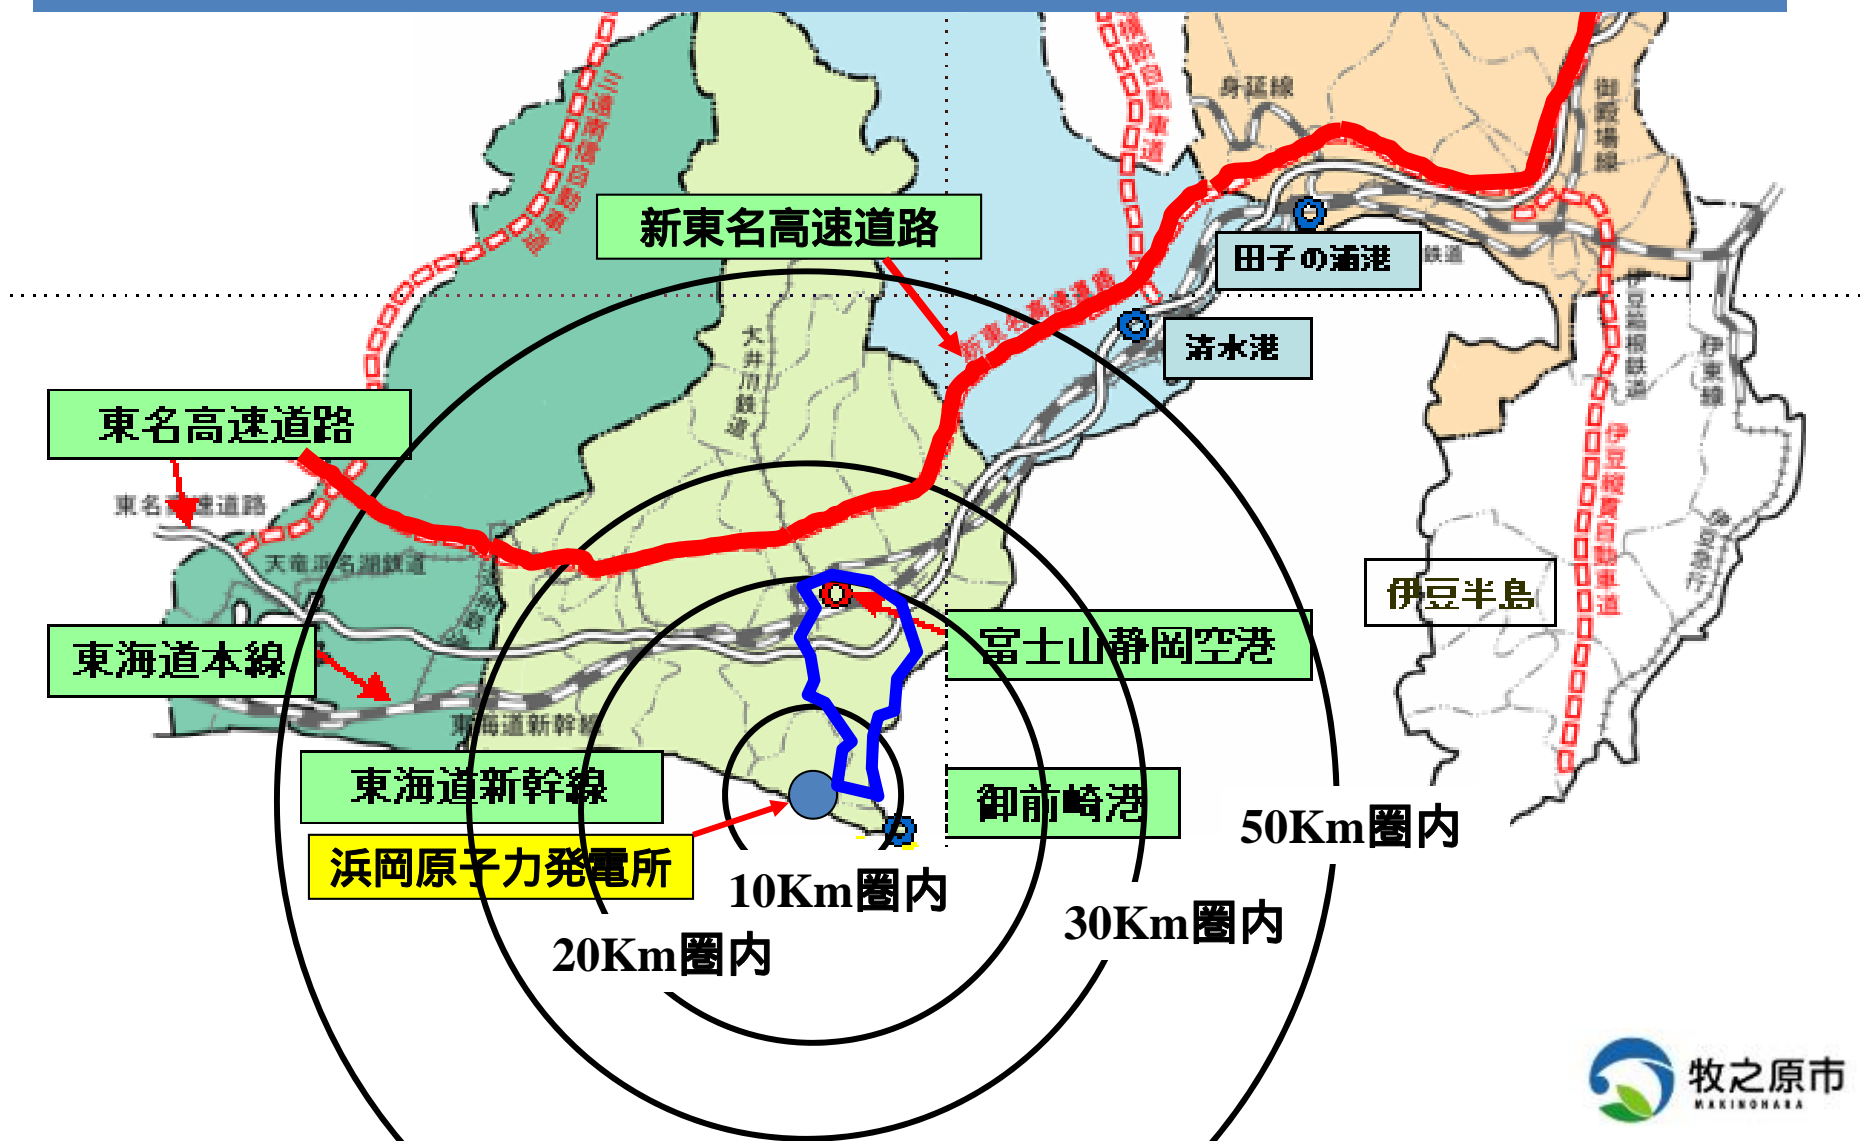 三遠南信自動車道
横断自動車道
身延線
御殿場線
新東名高速道路
田子の浦港
鉄道
新東名高速道路
清水港
大井川鉄道
伊豆箱根鉄道
伊東線
東名高速道路
東名高速道路
伊豆縦貫自動車道
天竜浜名湖鉄道
伊豆急行
伊豆半島
東海道本線
富士山静岡空港
東海道新幹線
東海道新幹線
御前崎港
浜岡原子力発電所
50Km圏内
10Km圏内
30Km圏内
20Km圏内
牧之原市
MAKINOHARA